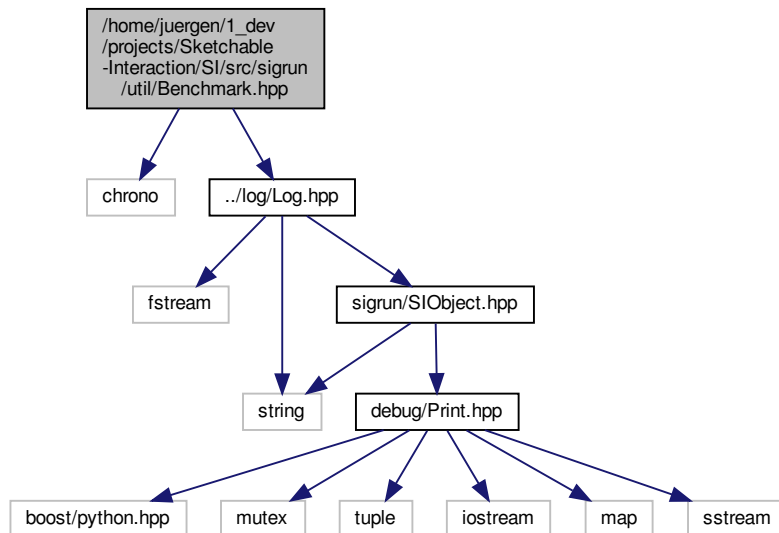 /home/juergen/1_dev
/projects/Sketchable
-Interaction/SI/src/sigrun
/util/Benchmark.hpp
chrono
../log/Log.hpp
fstream
sigrun/SIObject.hpp
string
debug/Print.hpp
boost/python.hpp
mutex
tuple
iostream
map
sstream